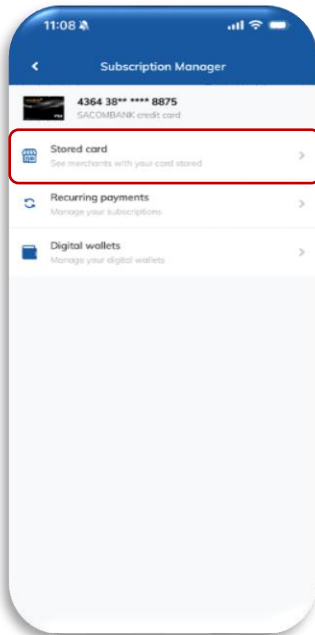 11:08
Subscription Manager
4364 38** **** 8875
SACOMBANK credit card
Stored card
See merchants with your card stored
Recurring payments
Manage your subscriptions
Digital wallets
Manage your digital wallets